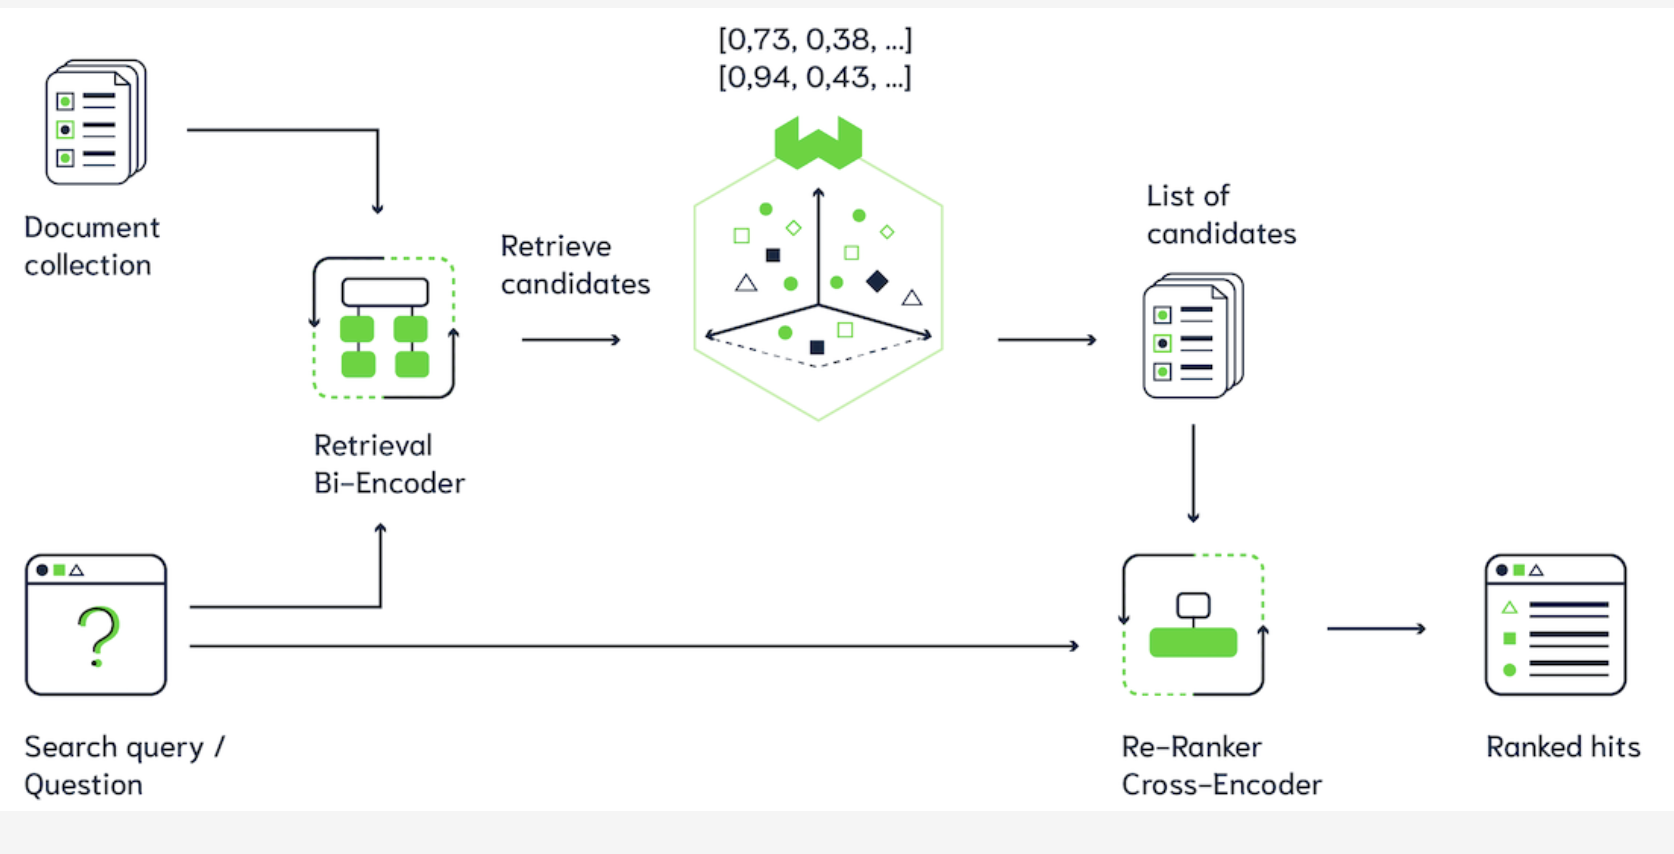 [0,73, 0,38, ...]
[0,94, 0,43, ...]
Document
collection
Retrieve
candidates
List of
candidates
Retrieval
Bi-Encoder
?
Search query /
Question
Re-Ranker
Cross-Encoder
Ranked hits